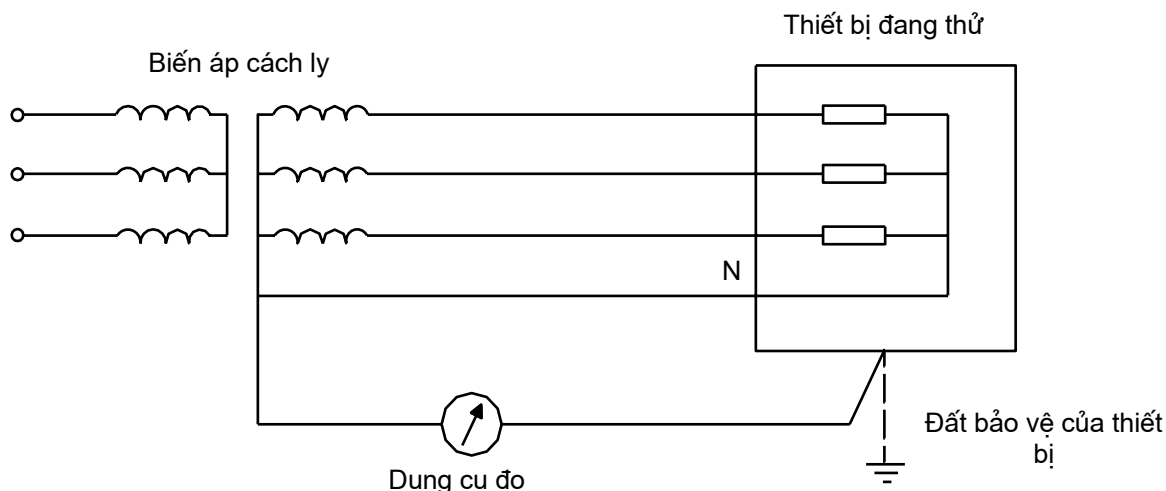 Thiết bị đang thử
Biến áp cách ly
N
Đất bảo vệ của thiết
bị
Dung cu đo